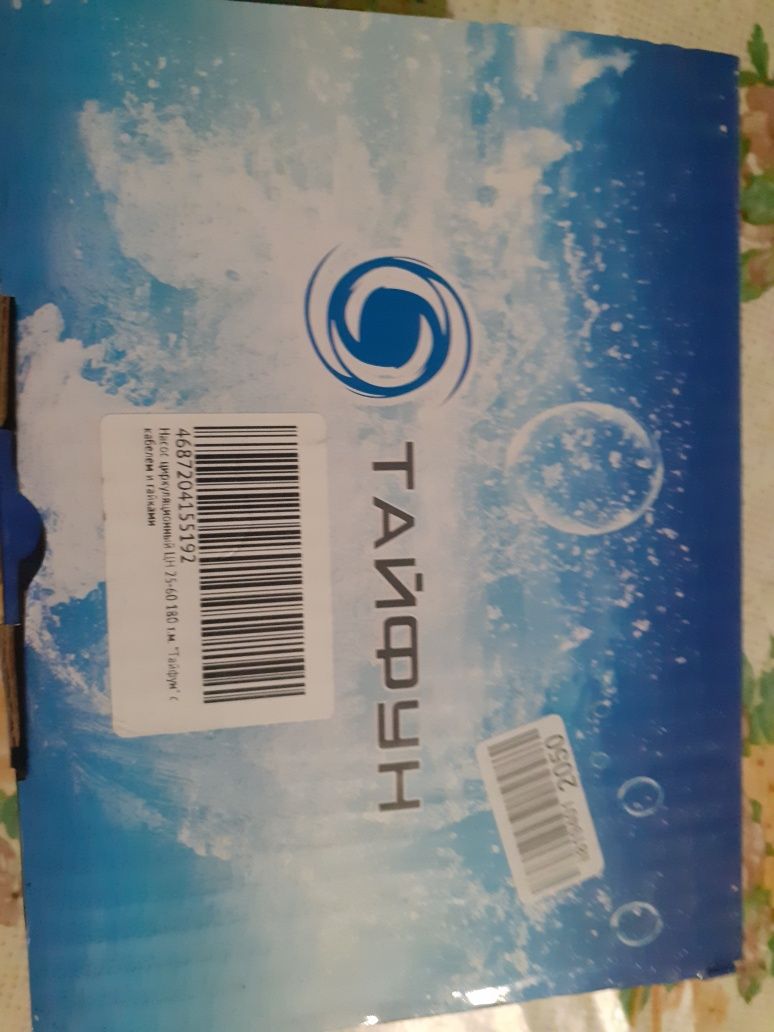 ТАЙФУН
4687204155192
Насос циркуляционный ЦН 25-60 180 т.м. "Тайфун" с
кабелем и гайками
2050